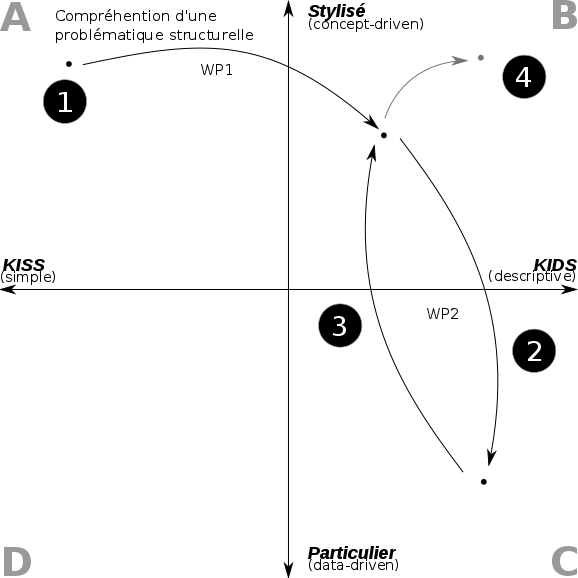 A
Compréhention d'une
problématique structurelle
Stylisé
(concept-driven)
B
WP1
1
4
KISS
(simple)
KIDS
(descriptive)
WP2
3
2
Particulier
(data-driven)
D
C